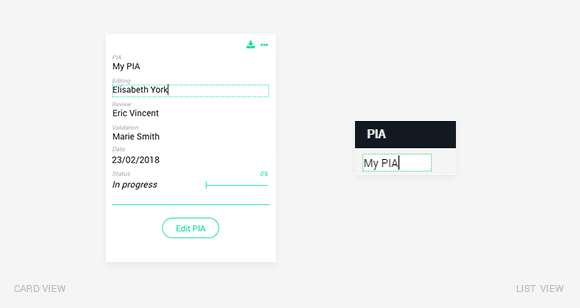 PIA
My PIA
Editing
Elisabeth York
Review
Eric Vincent
Validation
Marie Smith
Date
23/02/2018
Status 0%
In progress
Edit PIA
PIA
My PIA
CARD VIEW
LIST VIEW